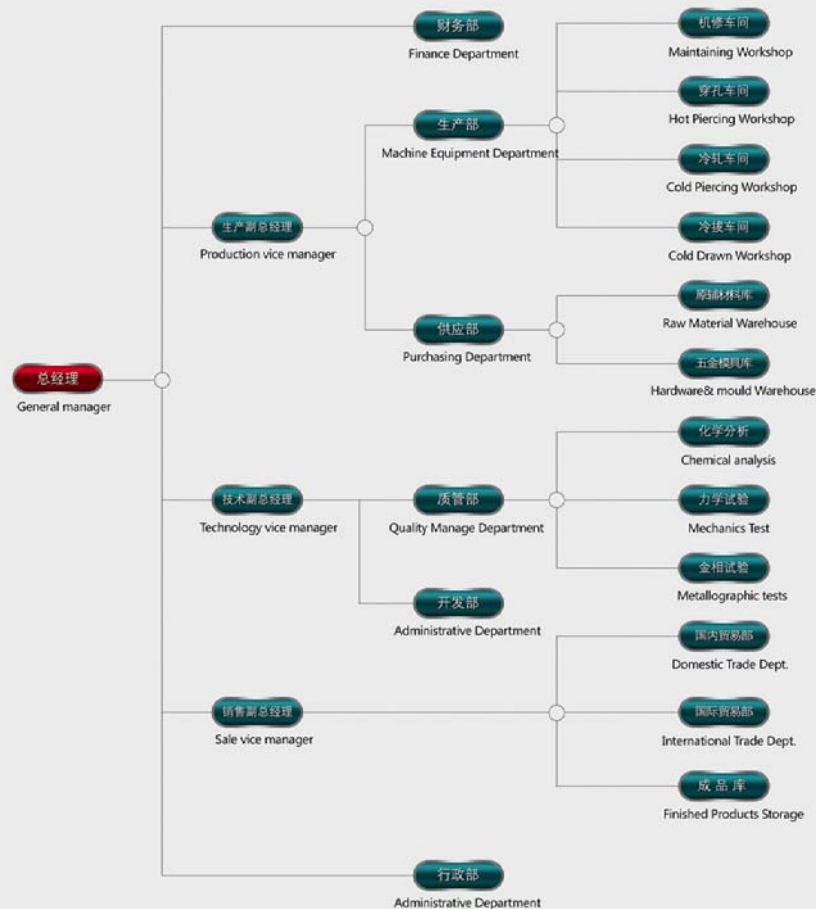 财务部
Finance Department
机修车间
Maintaining Workshop
穿孔车间
Hot Piercing Workshop
生产部
Machine Equipment Department
冷轧车间
Cold Piercing Workshop
生产副总经理
Production vice manager
冷拔车间
Cold Drawn Workshop
原辅材料库
Raw Material Warehouse
供应部
Purchasing Department
五金模具库
Hardware& mould Warehouse
总经理
General manager
化学分析
Chemical analysis
技术副总经理
Technology vice manager
质管部
Quality Manage Department
力学试验
Mechanics Test
金相试验
Metallographic tests
开发部
Administrative Department
国内贸易部
Domestic Trade Dept.
销售副总经理
Sale vice manager
国际贸易部
International Trade Dept.
成品库
Finished Products Storage
行政部
Administrative Department